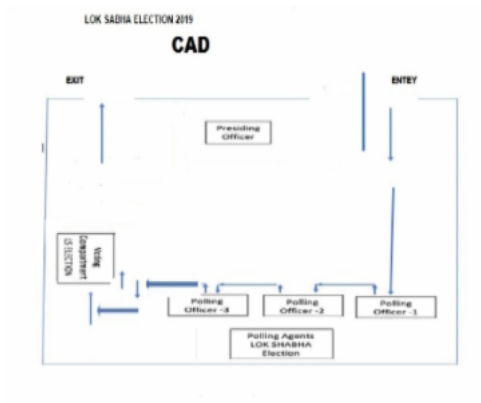 LOK SABHA ELECTION 2019
CAD
EXIT
ENTEY
Presiding
Officer
Voting
Compartment
LS ELECTION
Polling
Officer -3
Polling
Officer -2
Polling
Officer -1
Polling Agents
LOK SHABHA
Election